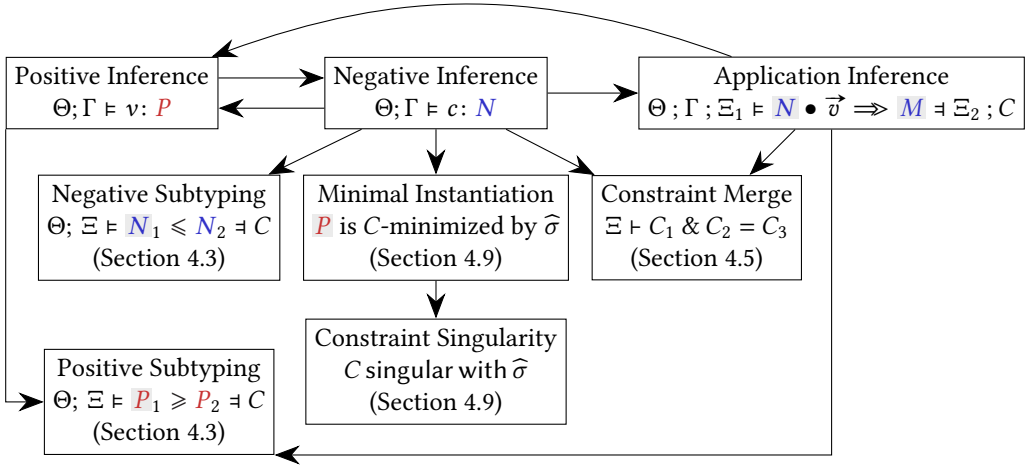 Positive Inference
Θ; Γ ⊨ v: P
Negative Inference
Θ; Γ ⊨ c: N
Application Inference
Θ ; Γ ; Ξ₁ ⊨ N ● v⃗ ⇒> M ⫤ Ξ₂ ; C
Negative Subtyping
Θ; Ξ ⊨ N₁ ⩽ N₂ ⫤ C
(Section 4.3)
Minimal Instantiation
P is C-minimized by σ̂
(Section 4.9)
Constraint Merge
Ξ ⊢ C₁ & C₂ = C₃
(Section 4.5)
Constraint Singularity
C singular with σ̂
(Section 4.9)
Positive Subtyping
Θ; Ξ ⊨ P₁ ⩾ P₂ ⫤ C
(Section 4.3)